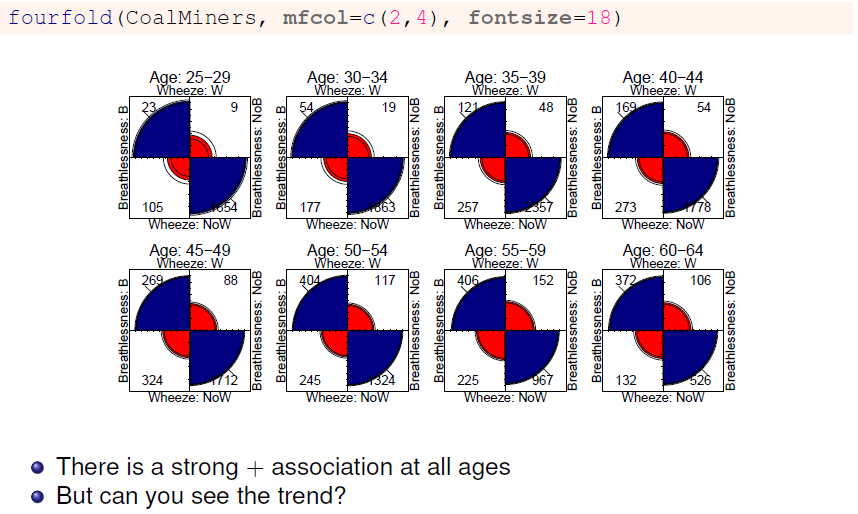 fourfold(CoalMiners, mfcol=c(2,4), fontsize=18)
Age: 25−29
Wheeze: W
Breathlessness: B
23
9
105
1654
Breathlessness: NoB
Wheeze: NoW
Age: 30−34
Wheeze: W
Breathlessness: B
54
19
177
1863
Breathlessness: NoB
Wheeze: NoW
Age: 35−39
Wheeze: W
Breathlessness: B
121
48
257
2357
Breathlessness: NoB
Wheeze: NoW
Age: 40−44
Wheeze: W
Breathlessness: B
169
54
273
1778
Breathlessness: NoB
Wheeze: NoW
Age: 45−49
Wheeze: W
Breathlessness: B
269
88
324
1712
Breathlessness: NoB
Wheeze: NoW
Age: 50−54
Wheeze: W
Breathlessness: B
404
117
245
1324
Breathlessness: NoB
Wheeze: NoW
Age: 55−59
Wheeze: W
Breathlessness: B
406
152
225
967
Breathlessness: NoB
Wheeze: NoW
Age: 60−64
Wheeze: W
Breathlessness: B
372
106
132
526
Breathlessness: NoB
Wheeze: NoW
There is a strong + association at all ages
But can you see the trend?